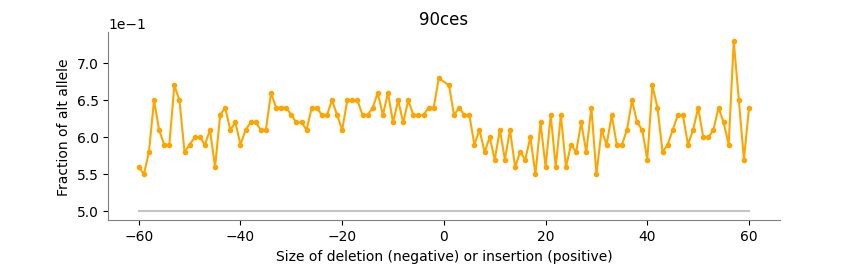 90ces
1e−1
Fraction of alt allele
7.0
6.5
6.0
5.5
5.0
−60 −40 −20 0 20 40 60
Size of deletion (negative) or insertion (positive)